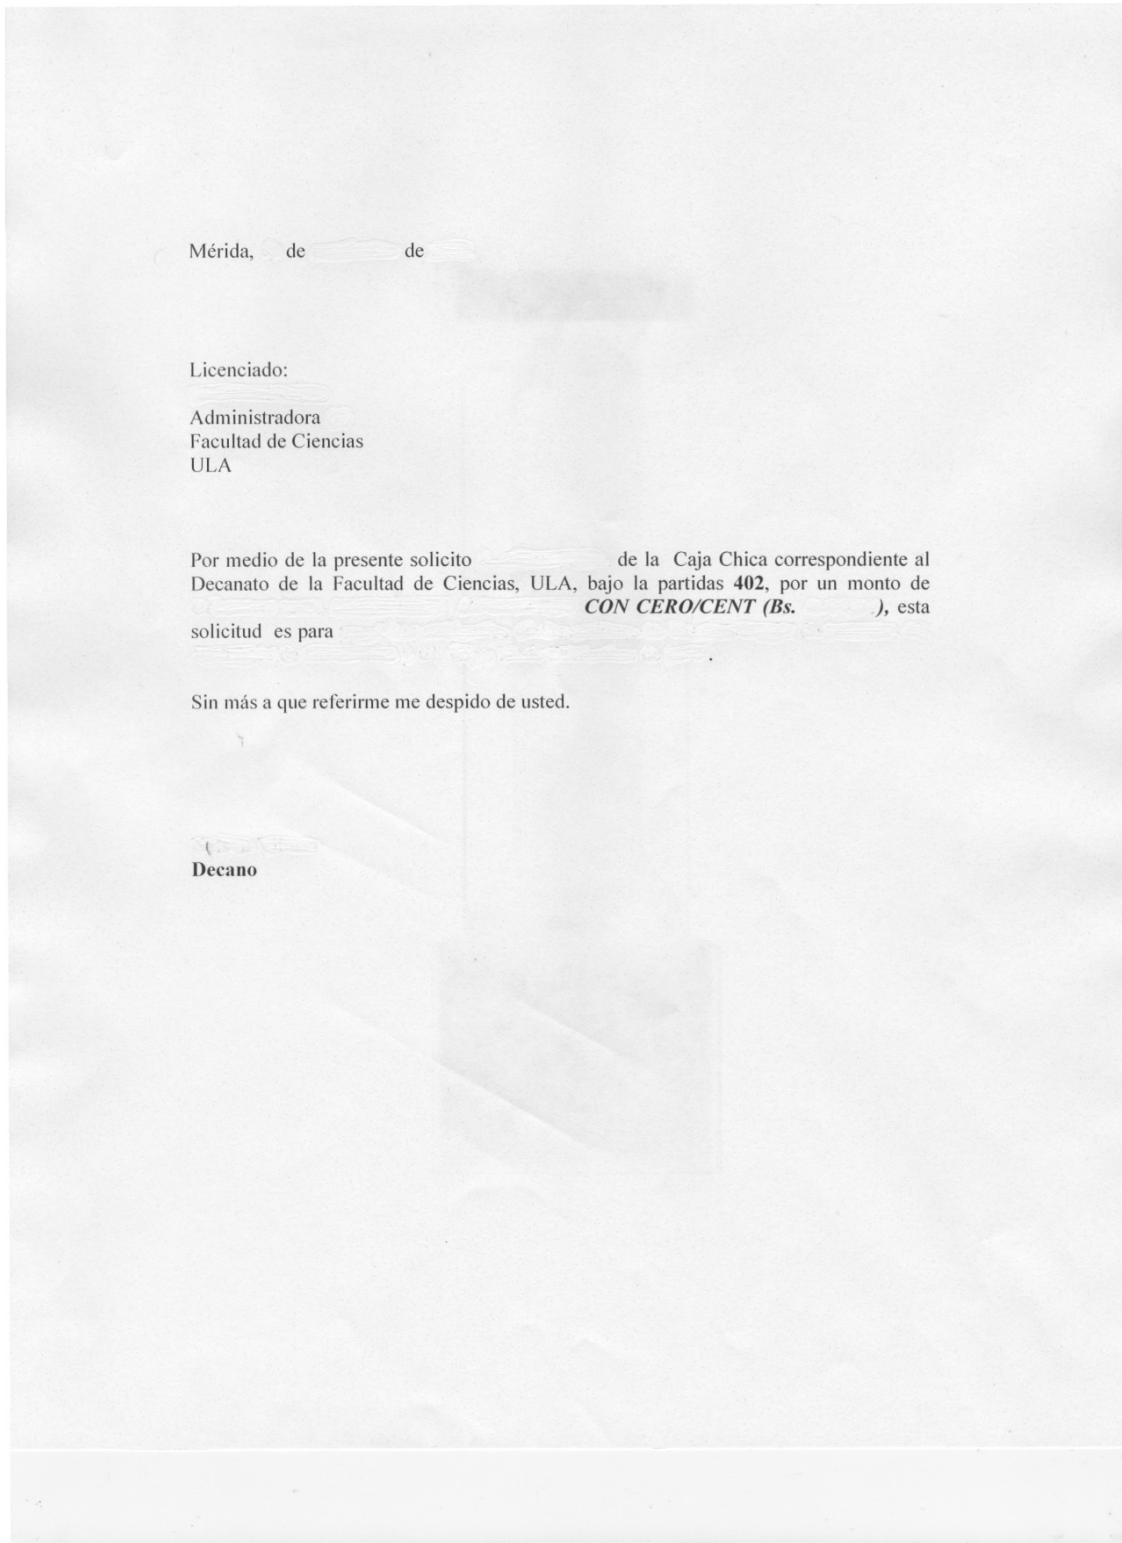 Mérida, de de
Licenciado:
Administradora
Facultad de Ciencias
ULA
Por medio de la presente solicito de la Caja Chica correspondiente al
Decanato de la Facultad de Ciencias, ULA, bajo la partidas 402, por un monto de
CON CERO/CENT (Bs. ), esta
solicitud es para
.
Sin más a que referirme me despido de usted.
Decano